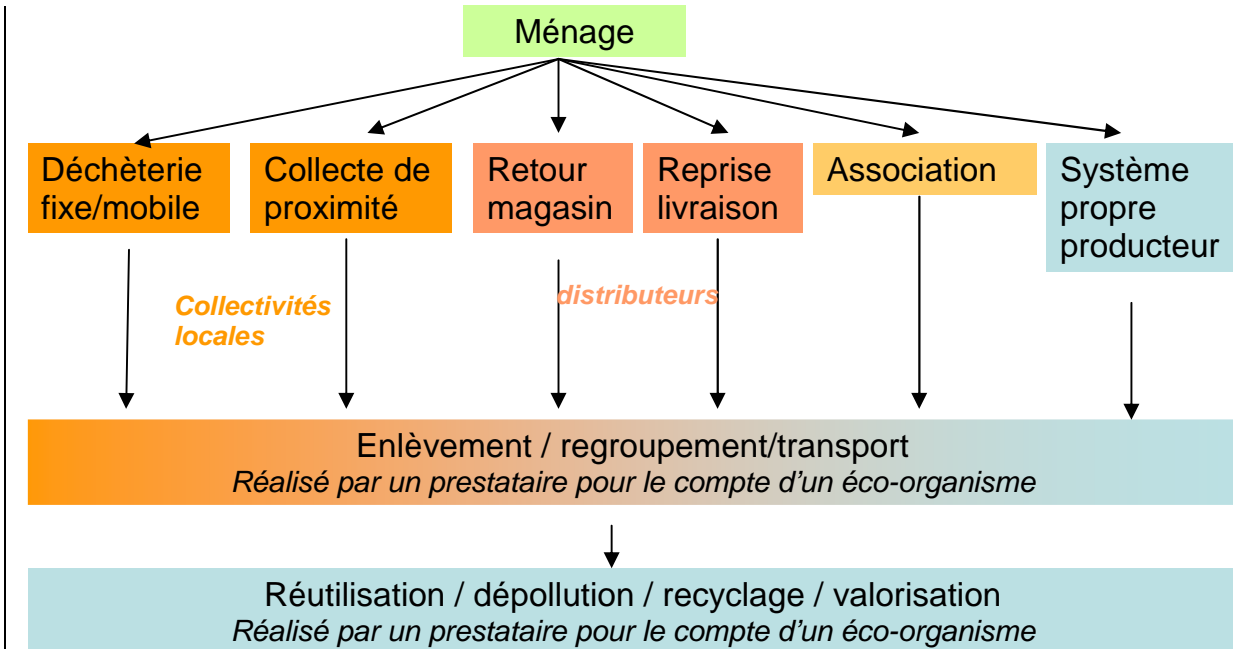 Ménage
Déchèterie
fixe/mobile
Collecte de
proximité
Retour
magasin
Reprise
livraison
Association
Système
propre
producteur
Collectivités
locales
distributeurs
Enlèvement / regroupement/transport
Réalisé par un prestataire pour le compte d'un éco-organisme
Réutilisation / dépollution / recyclage / valorisation
Réalisé par un prestataire pour le compte d'un éco-organisme